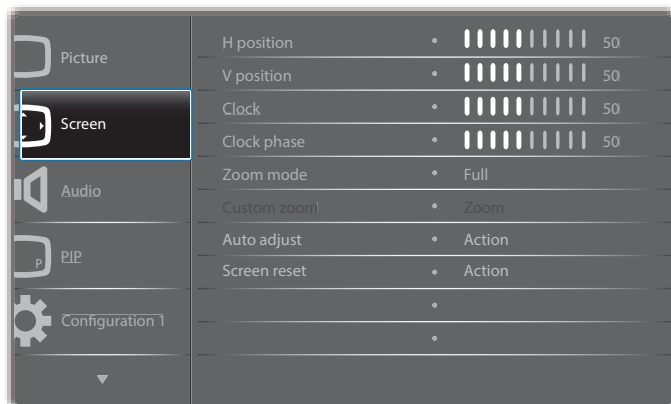 Picture
Screen
Audio
P
PIP
Configuration 1
H position • 50
V position • 50
Clock • 50
Clock phase • 50
Zoom mode • Full
Custom zoom • Zoom
Auto adjust • Action
Screen reset • Action
•
•